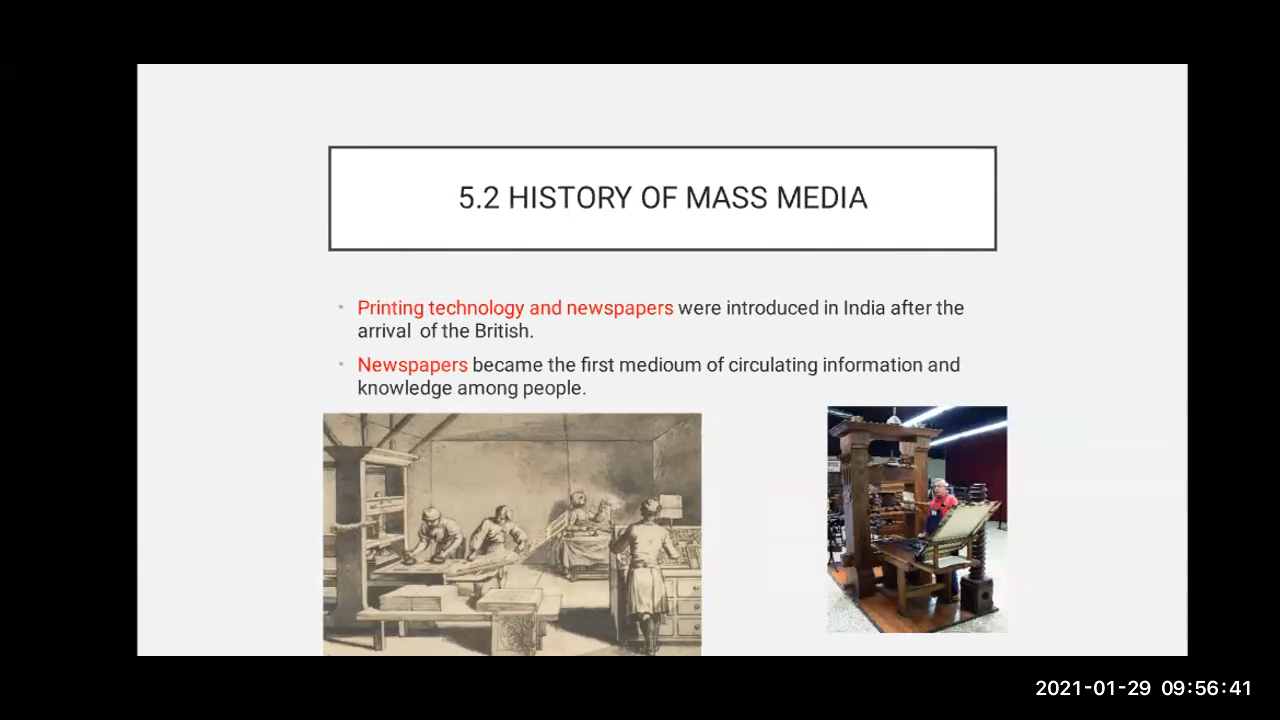 5.2 HISTORY OF MASS MEDIA
Printing technology and newspapers were introduced in India after the
arrival of the British.
Newspapers became the first medioum of circulating information and
knowledge among people.
2021-01-29 09:56:41